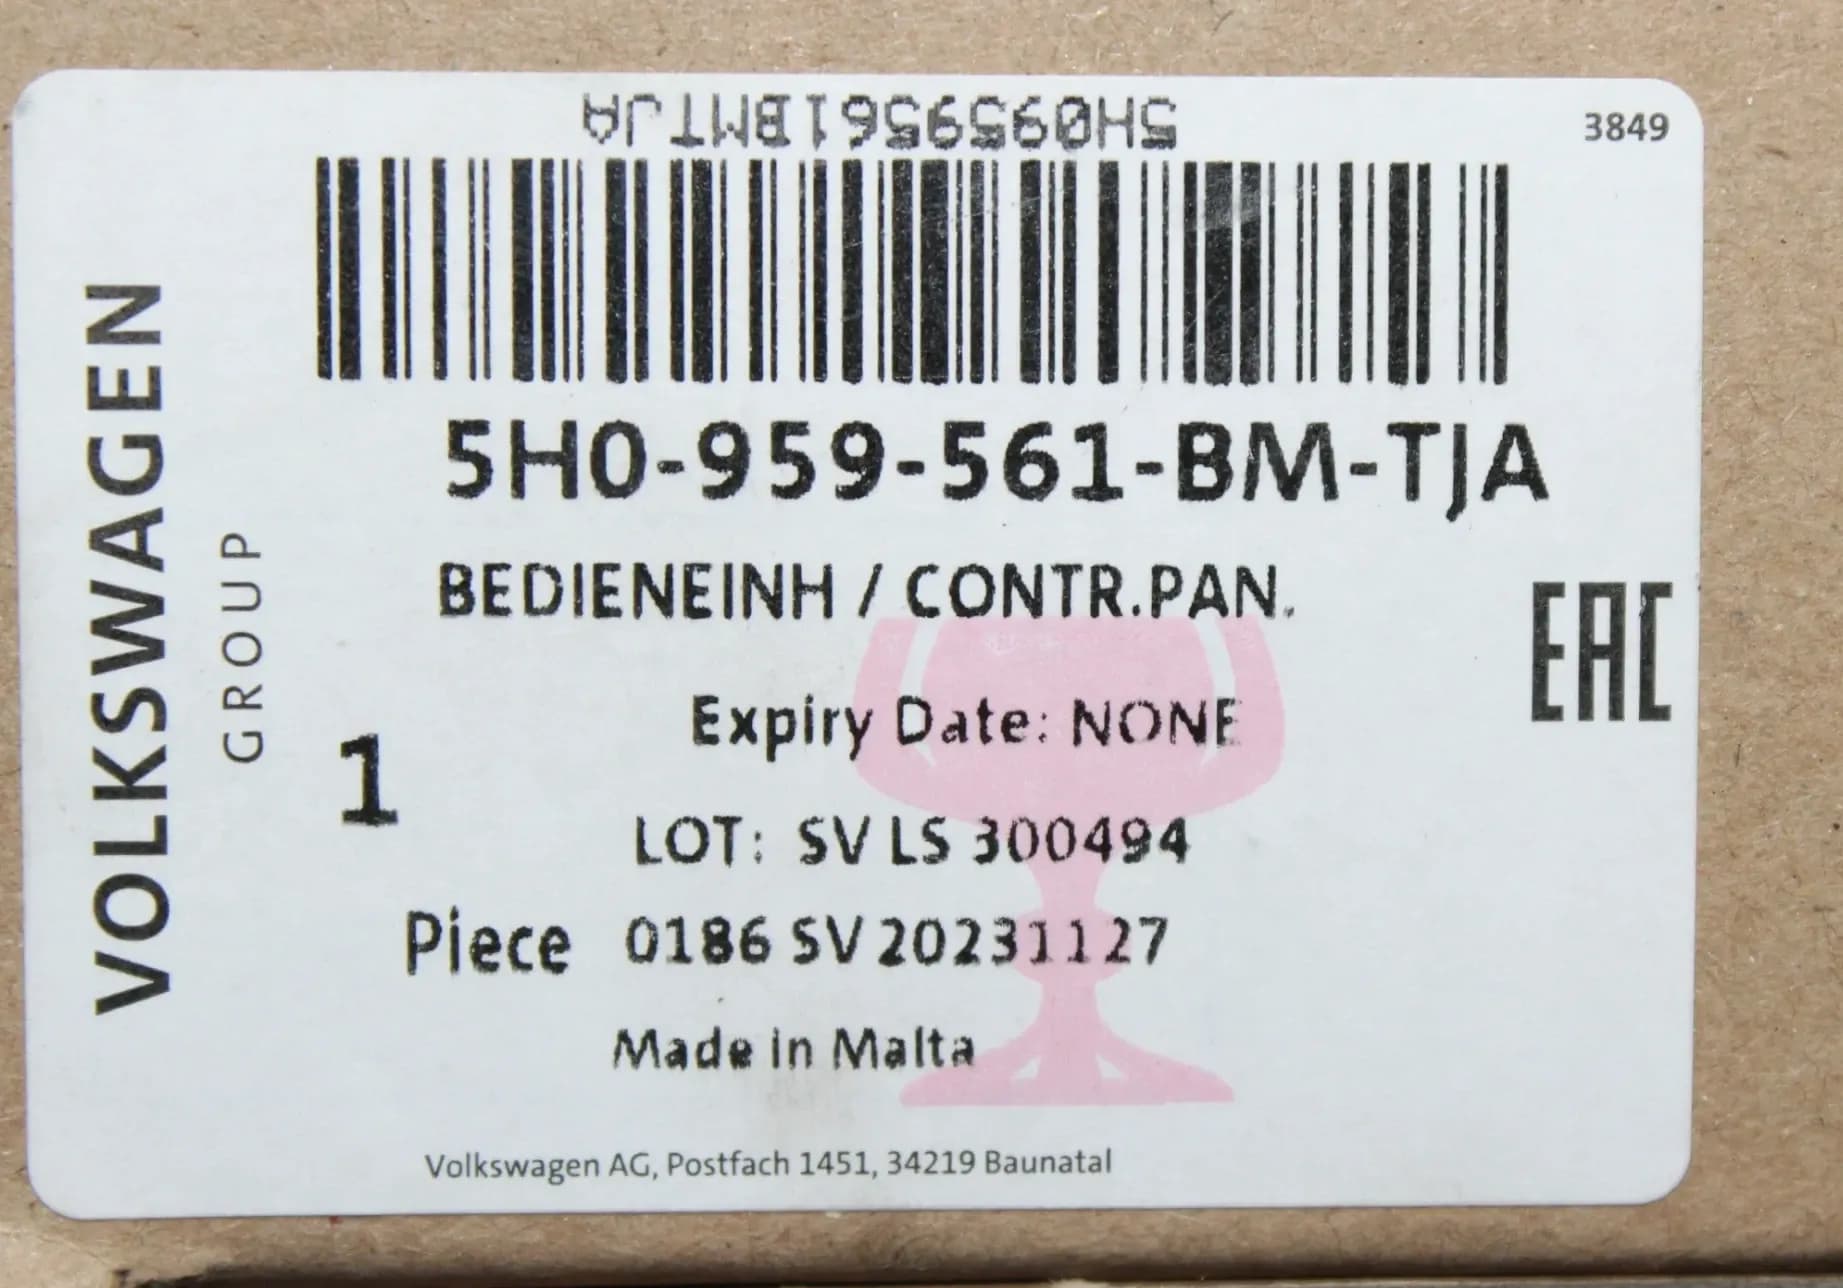 5H0959561BMTJA
3849
5H0-959-561-BM-TJA
BEDIENEINH / CONTR.PAN.
EAC
VOLKSWAGEN
GROUP
Expiry Date: NONE
1
LOT: SV LS 300494
Piece 0186 SV 20231127
Made in Malta
Volkswagen AG, Postfach 1451, 34219 Baunatal